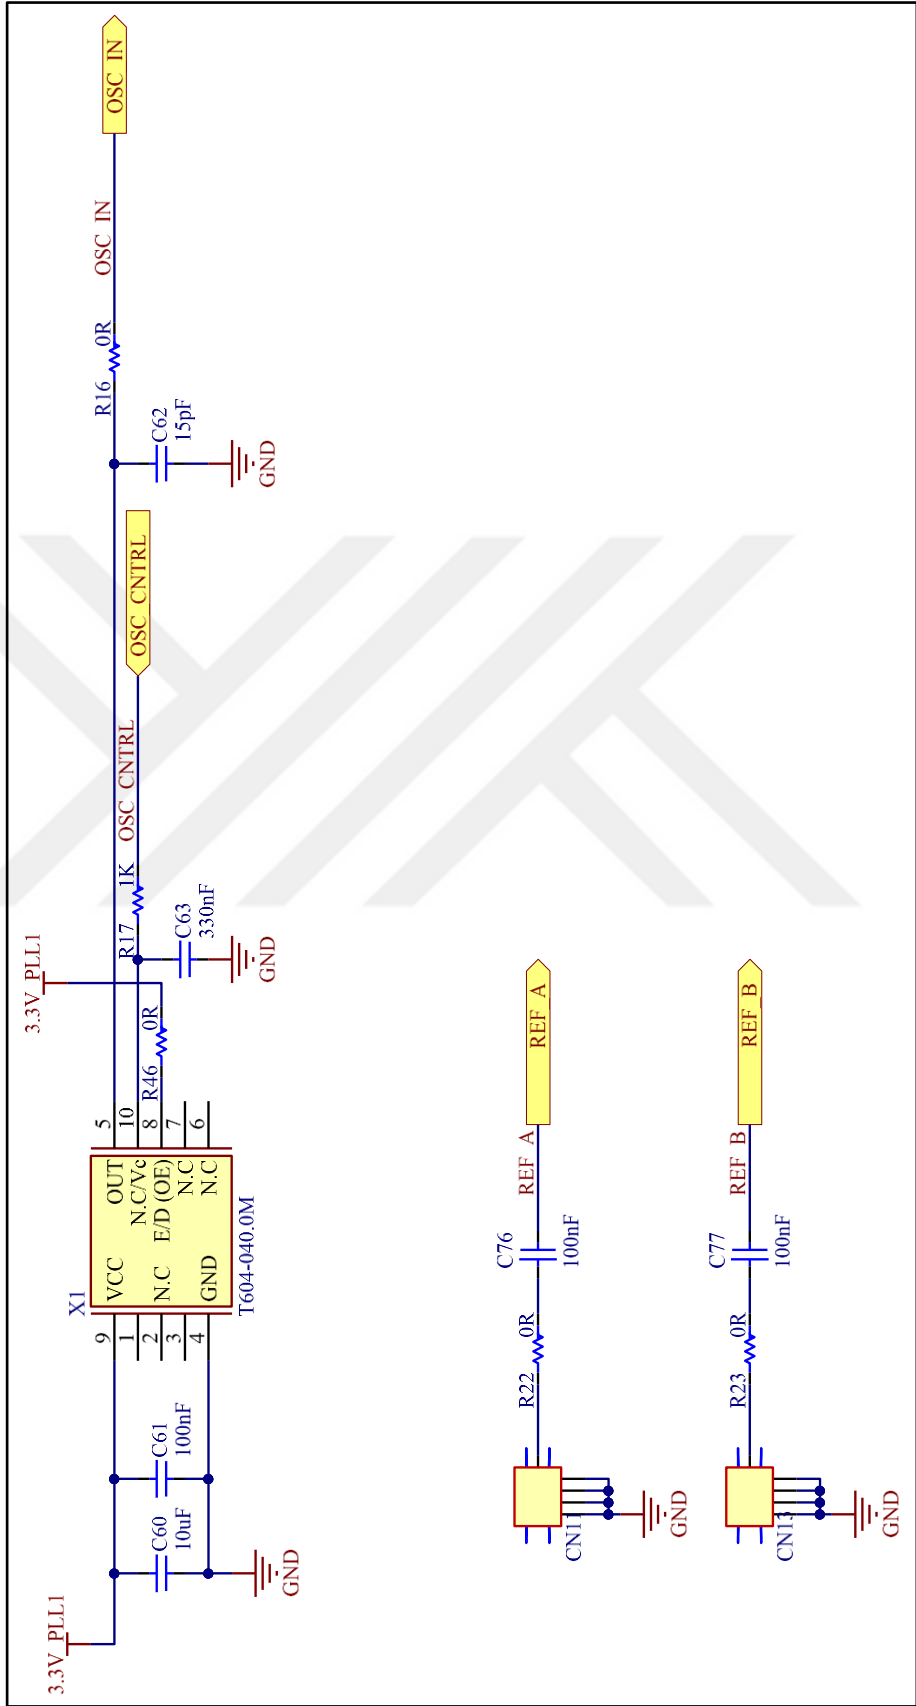 3.3V_PLL1
C60
10uF
C61
100nF
GND
X1
9
1
2
3
4
VCC
N.C
GND
OUT
N.C/Vc
E/D (OE)
N.C
N.C
5
10
8
7
6
T604-040.0M
3.3V_PLL1
R46
0R
R17
1K
OSC_CNTRL
OSC_CNTRL
C63
330nF
GND
C62
15pF
GND
R16
0R
OSC_IN
OSC_IN
CN11
GND
R22
0R
C76
100nF
REF_A
REF_A
CN13
GND
R23
0R
C77
100nF
REF_B
REF_B